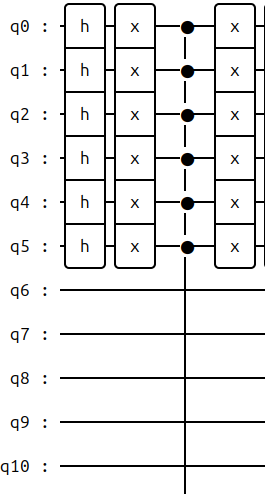 q0 : h x x
q1 : h x x
q2 : h x x
q3 : h x x
q4 : h x x
q5 : h x x
q6 :
q7 :
q8 :
q9 :
q10 :